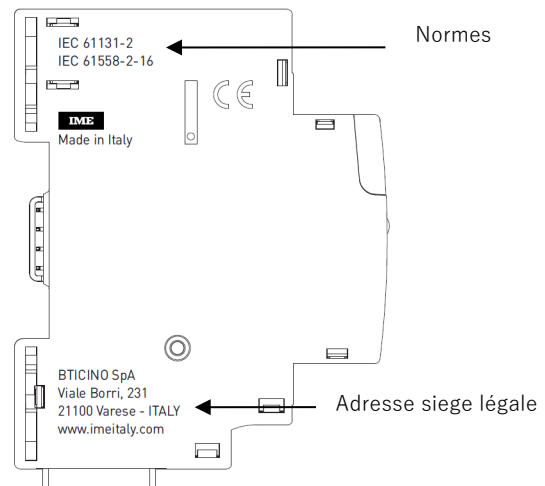 Normes
IEC 61131-2
IEC 61558-2-16
CE
IME
Made in Italy
BTICINO SpA
Viale Borri, 231
21100 Varese - ITALY
www.imeitaly.com
Adresse siege légale